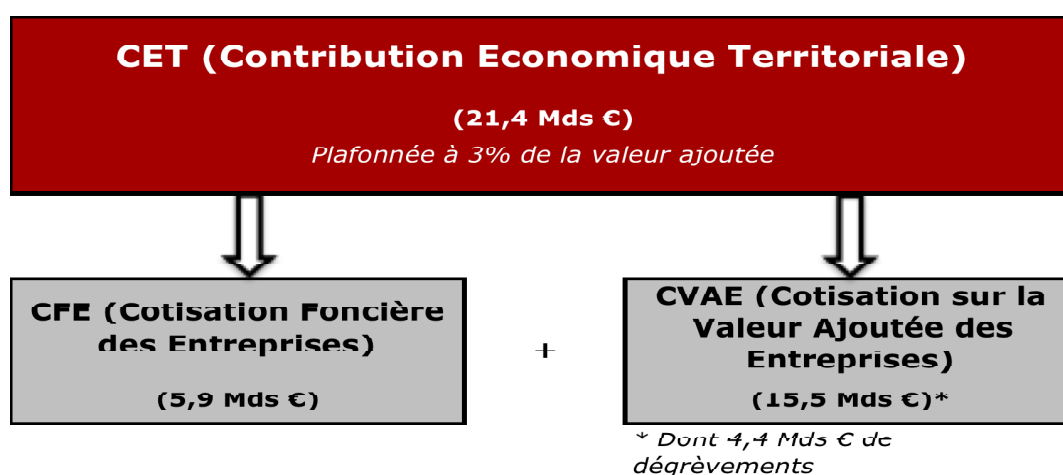 CET (Contribution Economique Territoriale)
(21,4 Mds €)
Plafonnée à 3% de la valeur ajoutée
CFE (Cotisation Foncière
des Entreprises)
(5,9 Mds €)
+
CVAE (Cotisation sur la
Valeur Ajoutée des
Entreprises)
(15,5 Mds €)*
* Dont 4,4 Mds € de
dégrèvements